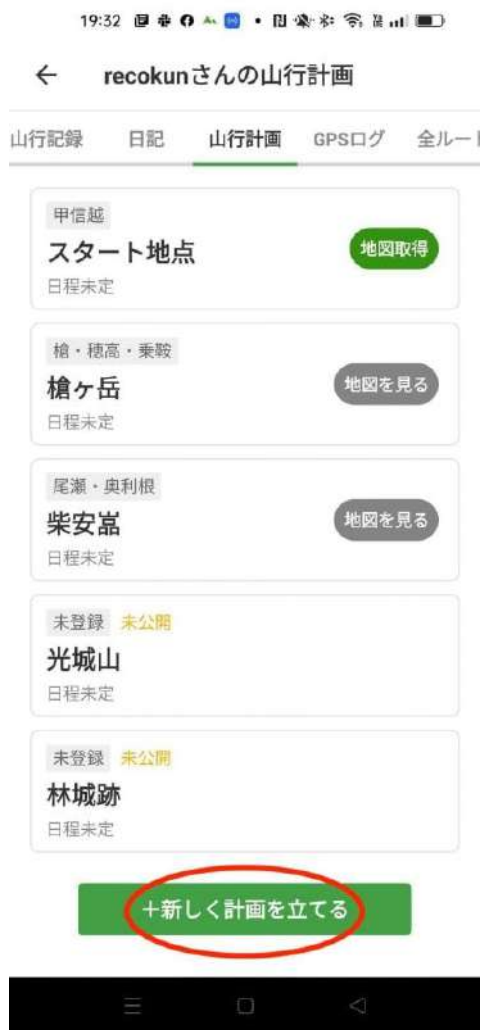 19:32
recokunさんの山行計画
山行記録 日記 山行計画 GPSログ 全ルート
甲信越
スタート地点
地図取得
日程未定
槍・穂高・乗鞍
槍ヶ岳
地図を見る
日程未定
尾瀬・奥利根
柴安嵓
地図を見る
日程未定
未登録 未公開
光城山
日程未定
未登録 未公開
林城跡
日程未定
+新しく計画を立てる